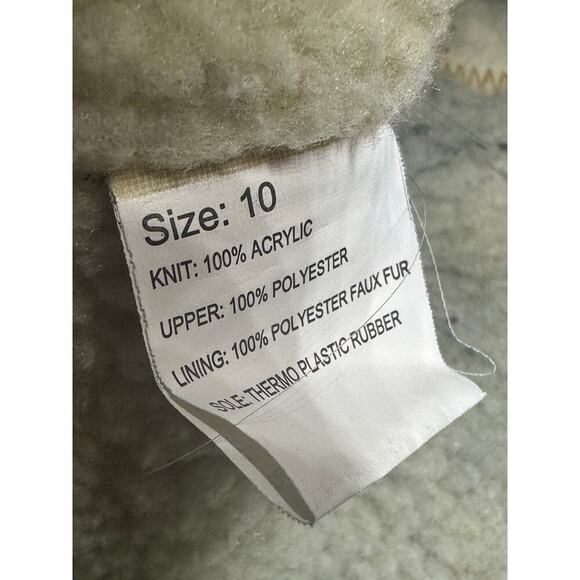 Size: 10
KNIT: 100% ACRYLIC
UPPER: 100% POLYESTER
LINING: 100% POLYESTER FAUX FUR
SOLE: THERMO PLASTIC RUBBER